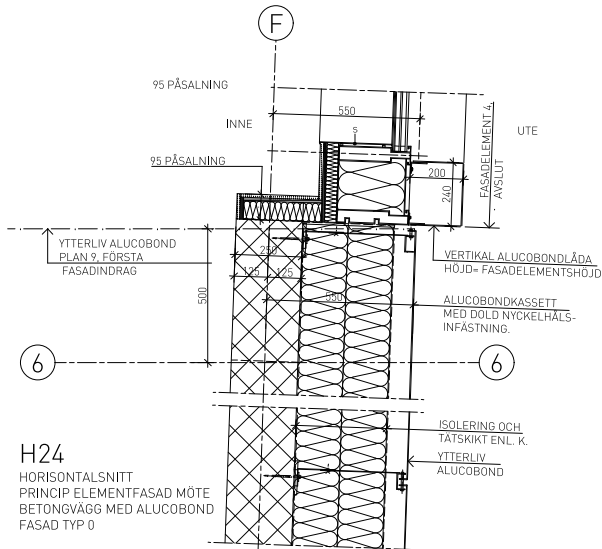 F
95 PÅSALNING
550
INNE
UTE
S
FASADELEMENT 4,
AVSLUT
95 PÅSALNING
200
240
YTTERLIV ALUCOBOND
PLAN 9, FÖRSTA
FASADINDRAG
250
125
125
550
500
VERTIKAL ALUCOBONDLÅDA
HÖJD= FASADELEMENTSHÖJD
ALUCOBONDKASSETT
MED DOLD NYCKELHÅLS-
INFÄSTNING.
6
6
ISOLERING OCH
TÄTSKIKT ENL. K.
YTTERLIV
ALUCOBOND
H24
HORISONTALSNITT
PRINCIP ELEMENTFASAD MÖTE
BETONGVÄGG MED ALUCOBOND
FASAD TYP 0